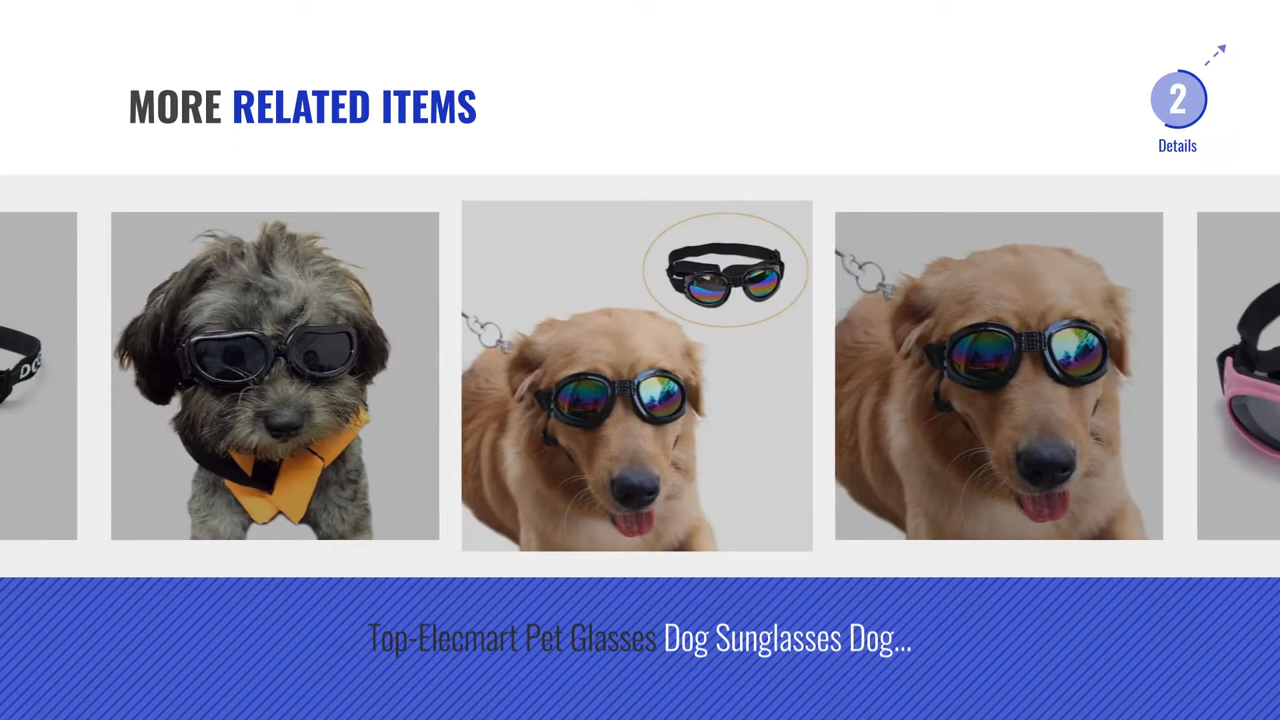 MORE RELATED ITEMS
2
Details
Top-Elecmart Pet Glasses Dog Sunglasses Dog...